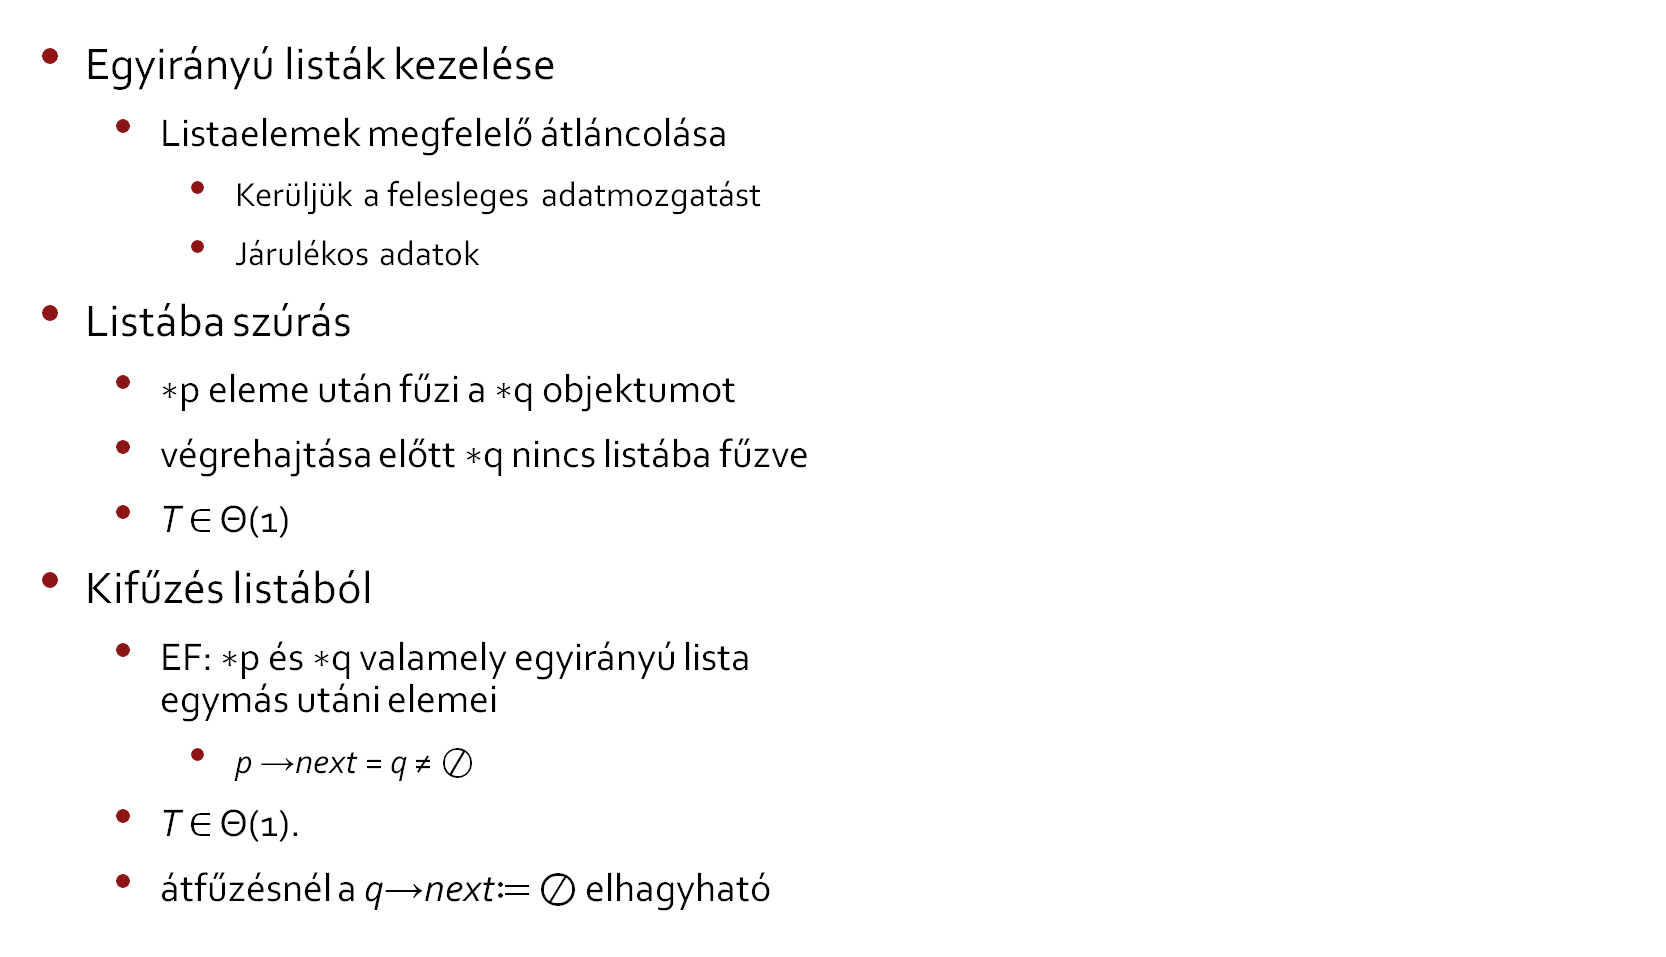 • Egyirányú listák kezelése
• Listaelemek megfelelő átláncolása
• Kerüljük a felesleges adatmozgatást
• Járulékos adatok
• Listába szúrás
• ∗p eleme után fűzi a ∗q objektumot
• végrehajtása előtt ∗q nincs listába fűzve
• T ∈ Θ(1)
• Kifűzés listából
• EF: ∗p és ∗q valamely egyirányú lista
egymás utáni elemei
• p →next = q ≠ ⊘
• T ∈ Θ(1).
• átfűzésnél a q→next:= ⊘ elhagyható